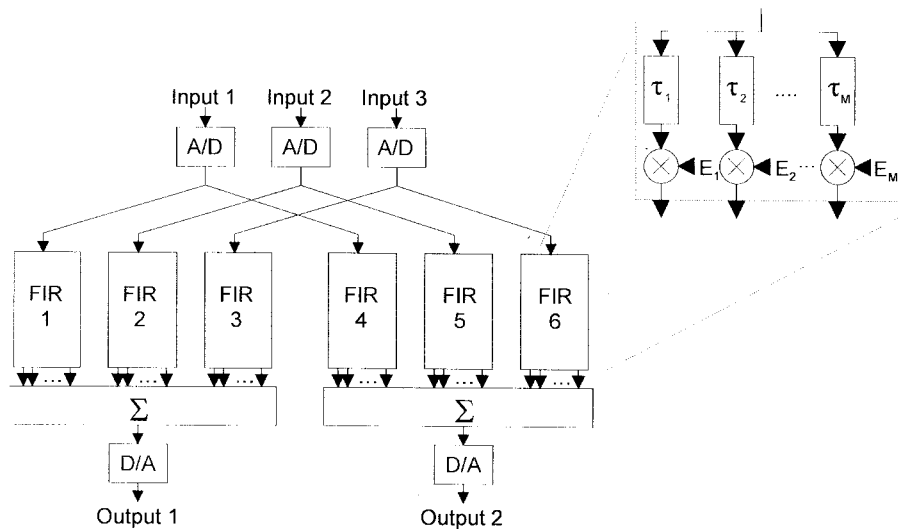 Input 1 Input 2 Input 3
A/D A/D A/D
τ1 τ2 .... τM
E1 E2 ... EM
FIR 1 FIR 2 FIR 3 FIR 4 FIR 5 FIR 6
... ... ... ... ... ...
Σ Σ
D/A D/A
Output 1 Output 2